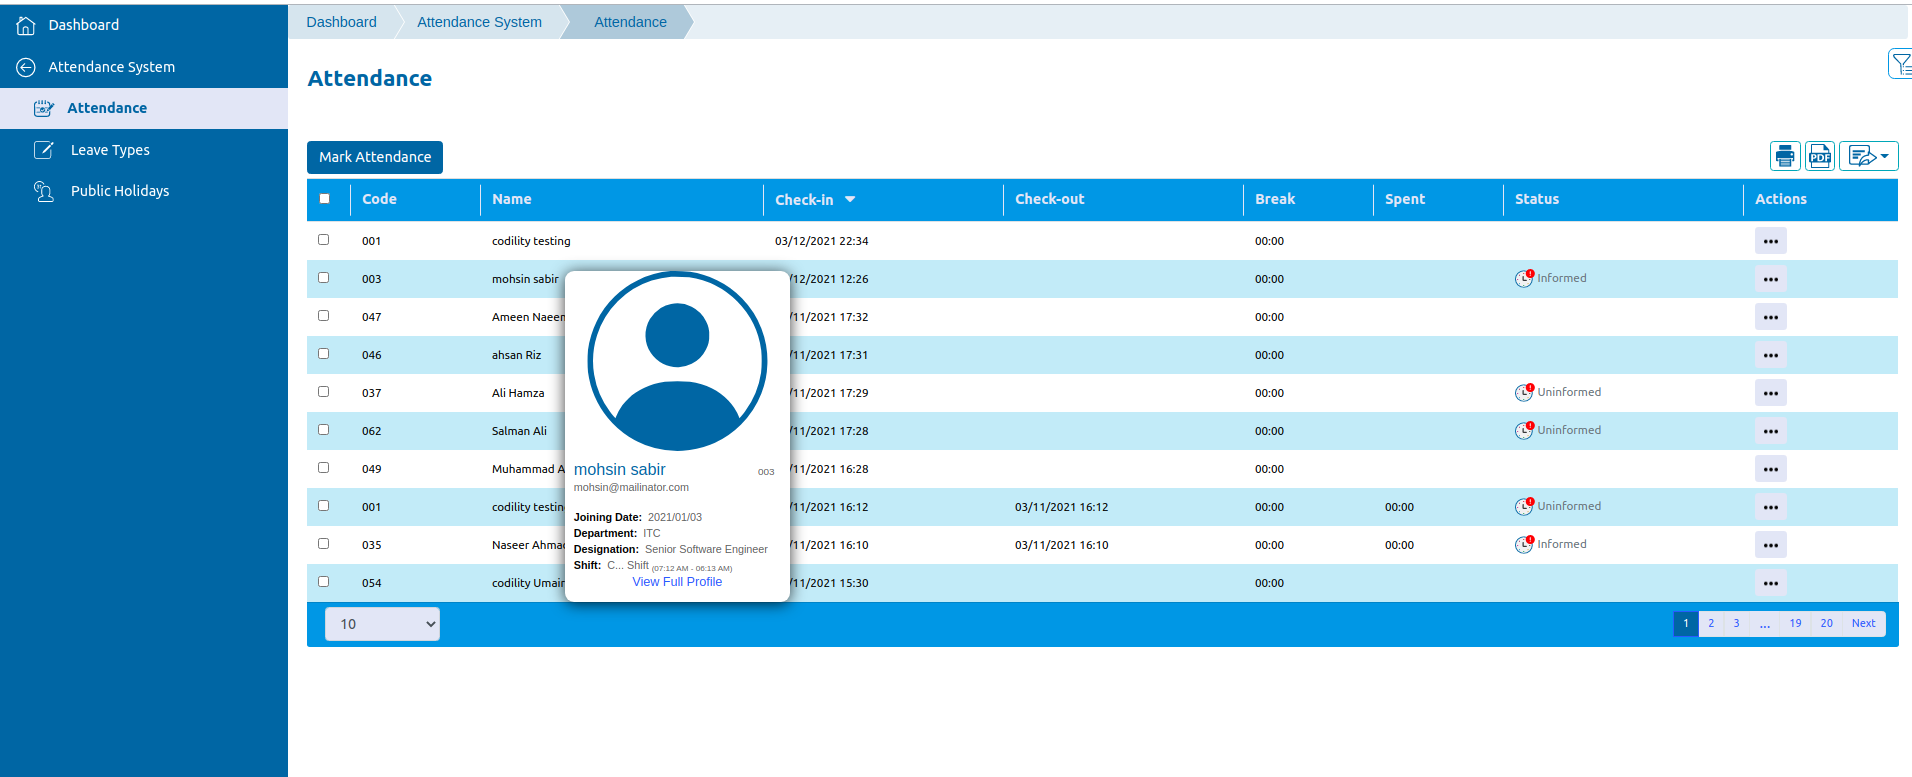 Dashboard
Attendance System
Attendance
Leave Types
Public Holidays
Dashboard Attendance System Attendance
Attendance
Mark Attendance
PDF
Code Name Check-in Check-out Break Spent Status Actions
001 codility testing 03/12/2021 22:34 00:00
003 mohsin sabir /12/2021 12:26 00:00 Informed
047 Ameen Naeem /11/2021 17:32 00:00
046 ahsan Riz /11/2021 17:31 00:00
037 Ali Hamza /11/2021 17:29 00:00 Uninformed
062 Salman Ali /11/2021 17:28 00:00 Uninformed
049 Muhammad A /11/2021 16:28 00:00
001 codility testin /11/2021 16:12 03/11/2021 16:12 00:00 00:00 Uninformed
035 Naseer Ahma /11/2021 16:10 03/11/2021 16:10 00:00 00:00 Informed
054 codility Umair /11/2021 15:30 00:00
mohsin sabir 003
mohsin@mailinator.com
Joining Date: 2021/01/03
Department: ITC
Designation: Senior Software Engineer
Shift: C... Shift (07:12 AM - 06:13 AM)
View Full Profile
10
1 2 3 ... 19 20 Next